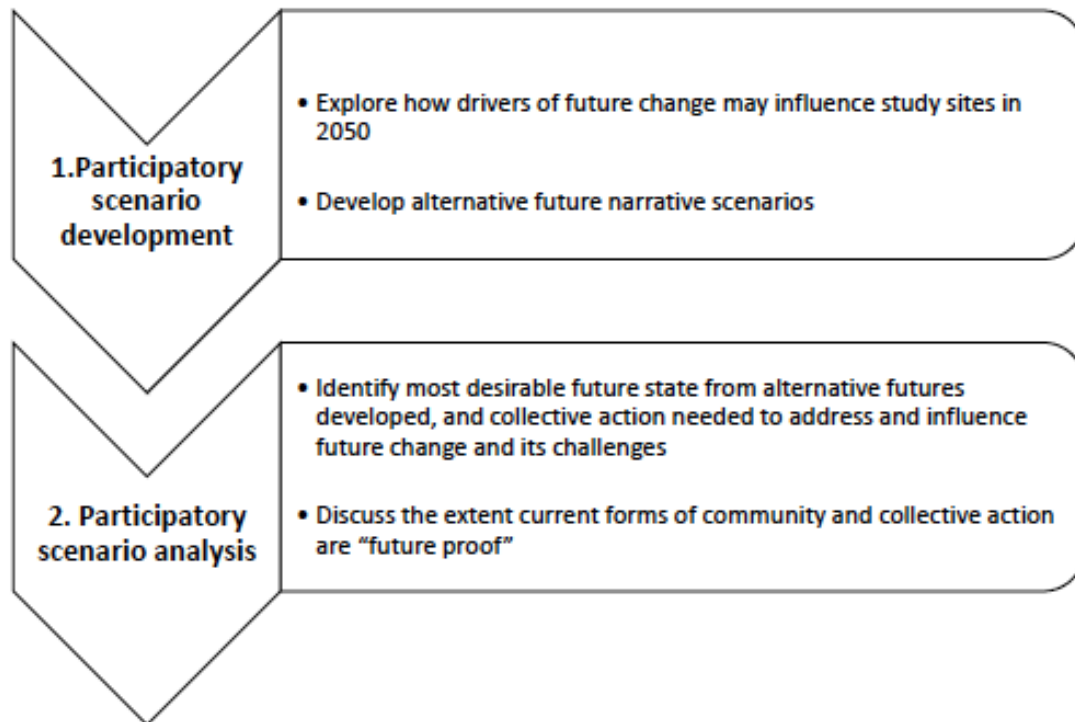 1.Participatory
scenario
development
• Explore how drivers of future change may influence study sites in
2050
• Develop alternative future narrative scenarios
2. Participatory
scenario analysis
• Identify most desirable future state from alternative futures
developed, and collective action needed to address and influence
future change and its challenges
• Discuss the extent current forms of community and collective action
are “future proof”